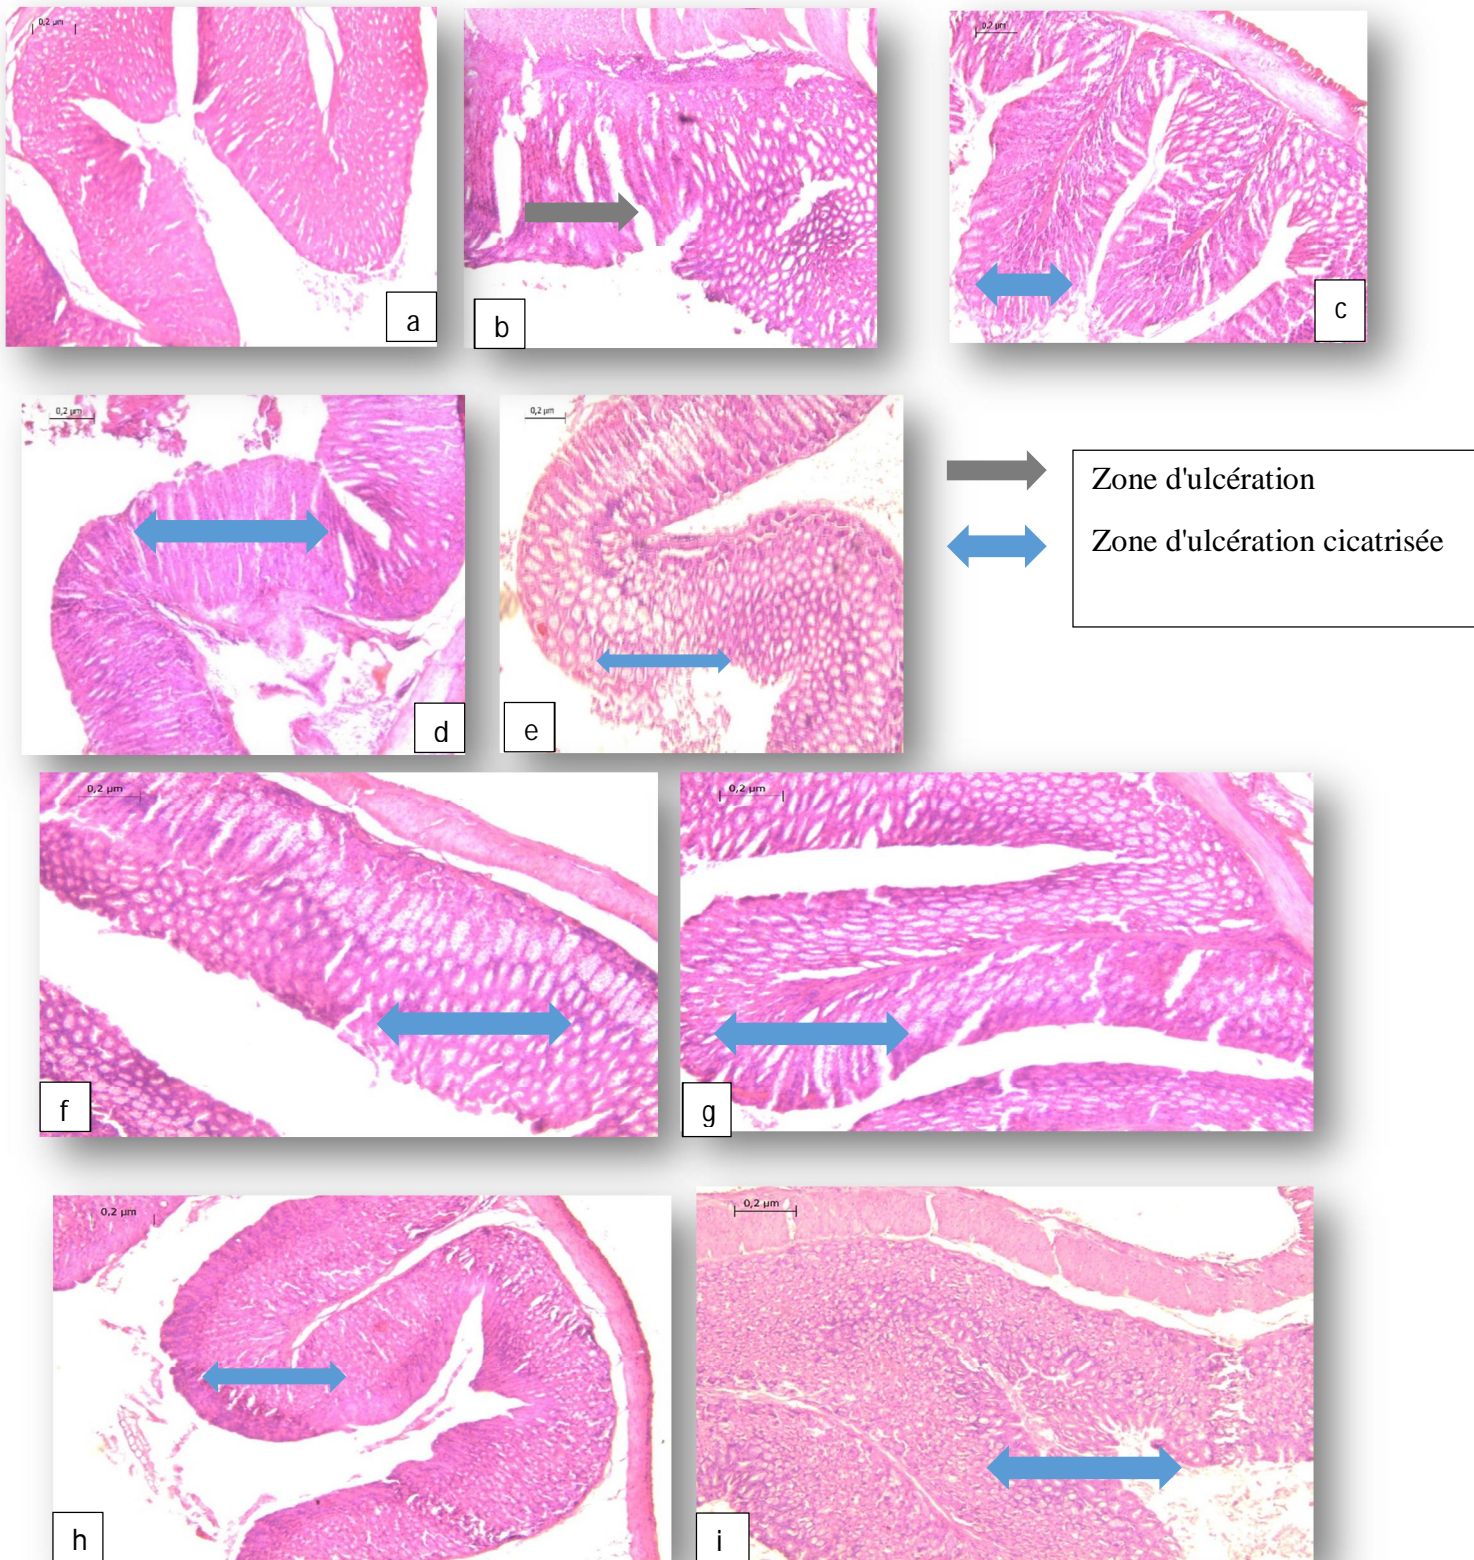 0,2 µm
a
b
0,2 µm
c
0,2 µm
d
0,2 µm
e
Zone d'ulcération
Zone d'ulcération cicatrisée
0,2 µm
f
0,2 µm
g
0,2 µm
h
0,2 µm
i